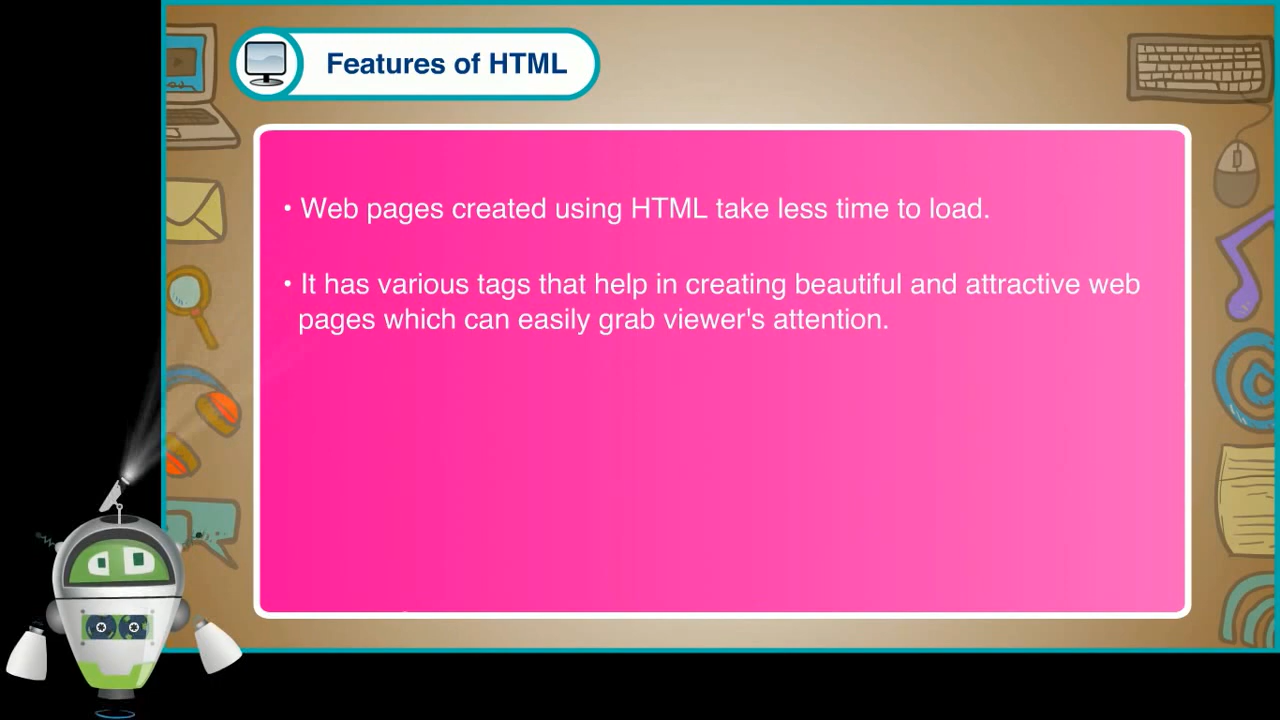 Features of HTML
• Web pages created using HTML take less time to load.
• It has various tags that help in creating beautiful and attractive web
pages which can easily grab viewer's attention.